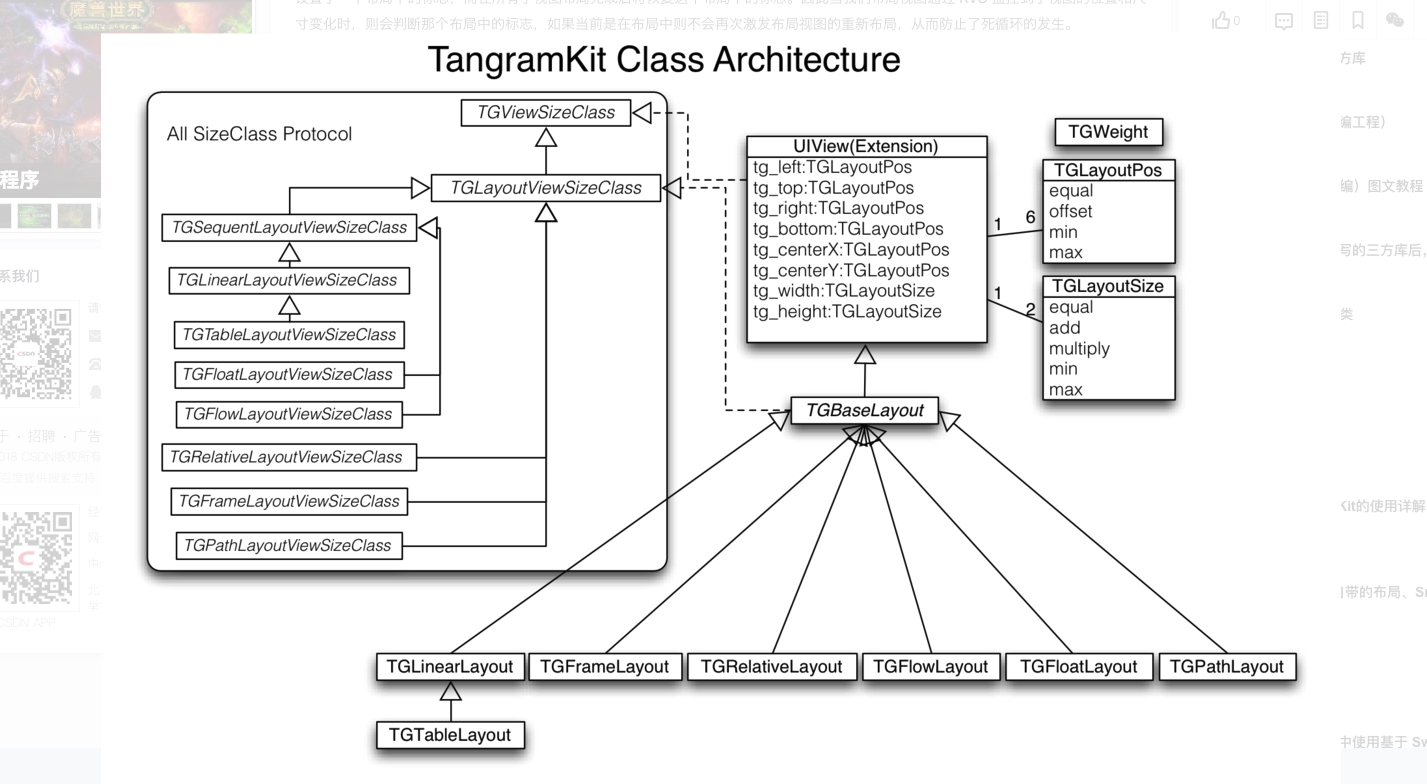 寸变化时，则会判断那个布局中的标志，如果当前是在布局中则不会再次激发布局视图的重新布局，从而防止了死循环的发生。
魔兽世界
0
TangramKit Class Architecture
方库
编工程）
程序
编）图文教程
写的三方库后，
系我们
类
CSDN
于 · 招聘 · 广告
CSDN APP
Kit的使用详解
带的布局、
中使用基于 Sw
All SizeClass Protocol
TGViewSizeClass
TGLayoutViewSizeClass
TGSequentLayoutViewSizeClass
TGLinearLayoutViewSizeClass
TGTableLayoutViewSizeClass
TGFloatLayoutViewSizeClass
TGFlowLayoutViewSizeClass
TGRelativeLayoutViewSizeClass
TGFrameLayoutViewSizeClass
TGPathLayoutViewSizeClass
UIView(Extension)
tg_left:TGLayoutPos
tg_top:TGLayoutPos
tg_right:TGLayoutPos
tg_bottom:TGLayoutPos
tg_centerX:TGLayoutPos
tg_centerY:TGLayoutPos
tg_width:TGLayoutSize
tg_height:TGLayoutSize
1
6
1
2
TGWeight
TGLayoutPos
equal
offset
min
max
TGLayoutSize
equal
add
multiply
min
max
TGBaseLayout
TGLinearLayout
TGFrameLayout
TGRelativeLayout
TGFlowLayout
TGFloatLayout
TGPathLayout
TGTableLayout